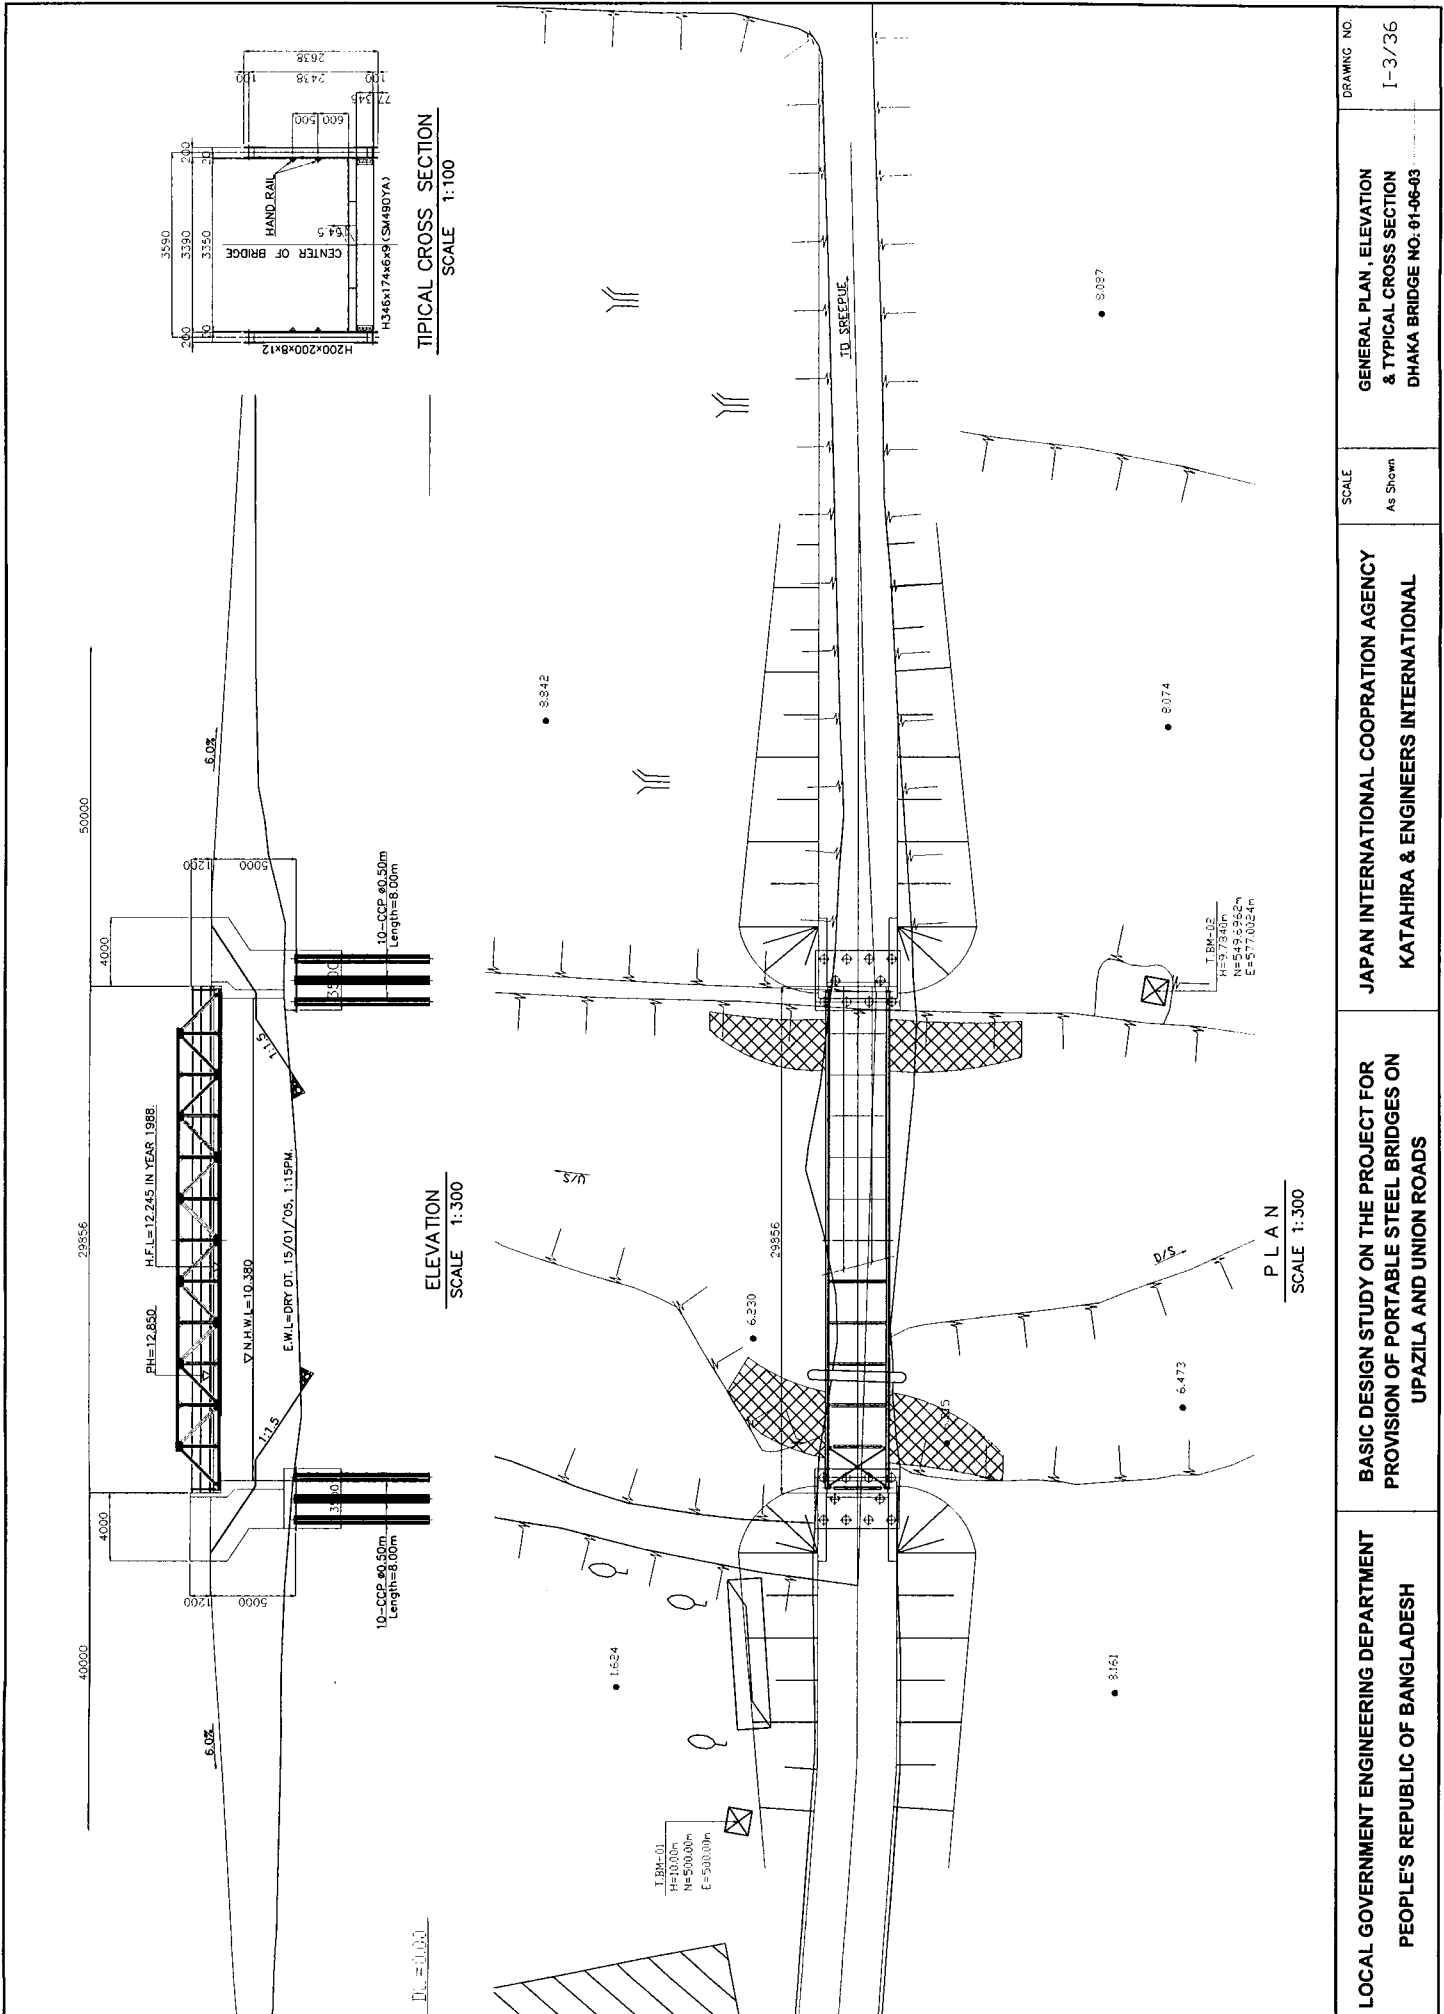 40000
29856
50000
4000
4000
6.0%
6.0%
PH=12.850
H.F.L=12.245 IN YEAR 1988.
▽N.H.W.L=10.380
E.W.L=DRY DT. 15/01/'05, 1:15PM.
1:1.5
1:1.5
1200
5000
1200
5000
3500
3500
10-CCP ø0.50m
Length=8.00m
10-CCP ø0.50m
Length=8.00m
ELEVATION
SCALE 1:300
3590
200
3390
200
20
3350
20
HAND RAIL
CENTER OF BRIDGE
H200x200x8x12
H346x174x6x9 (SM490YA)
600
500
100
2438
100
2638
TIPICAL CROSS SECTION
SCALE 1:100
T.BM-01
H=10.00m
N=500.00m
E=500.00m
U/S
6.230
29856
8.842
TO SREEPUE
8.161
6.473
D/S
T.BM-02
H=9.7840m
N=549.6962m
E=577.0024m
8.074
8.087
PLAN
SCALE 1:300
LOCAL GOVERNMENT ENGINEERING DEPARTMENT
PEOPLE'S REPUBLIC OF BANGLADESH
BASIC DESIGN STUDY ON THE PROJECT FOR
PROVISION OF PORTABLE STEEL BRIDGES ON
UPAZILA AND UNION ROADS
JAPAN INTERNATIONAL COOPRATION AGENCY
KATAHIRA & ENGINEERS INTERNATIONAL
SCALE
As Shown
GENERAL PLAN, ELEVATION
& TYPICAL CROSS SECTION
DHAKA BRIDGE NO: 01-06-03
DRAWING NO.
I-3/36